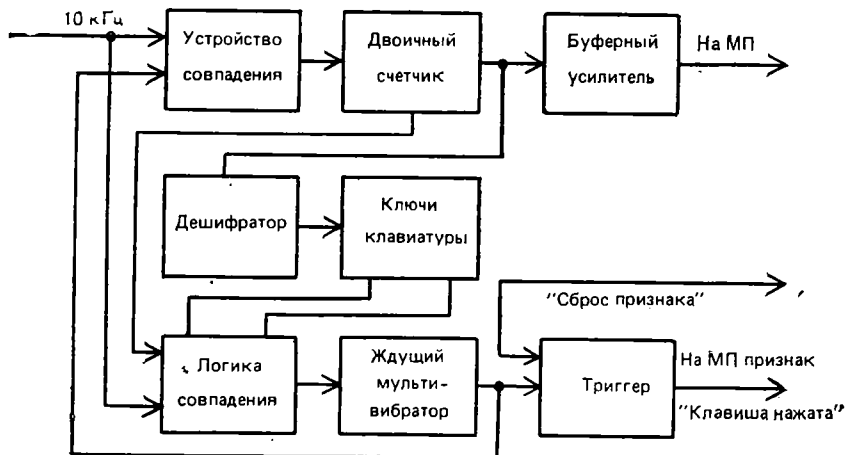 10 кГц
Устройство
совпадения
Двоичный
счетчик
Буферный
усилитель
На МП
Дешифратор
Ключи
клавиатуры
"Сброс признака"
Логика
совпадения
Ждущий
мульти-
вибратор
Триггер
На МП признак
"Клавиша нажата"